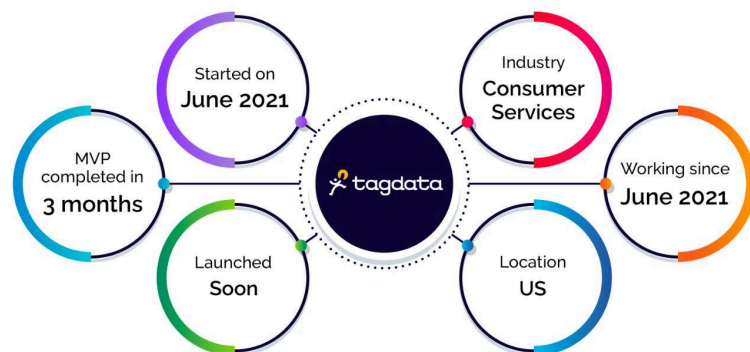 Started on
June 2021
Industry
Consumer
Services
MVP
completed in
3 months
tagdata
Working since
June 2021
Launched
Soon
Location
US